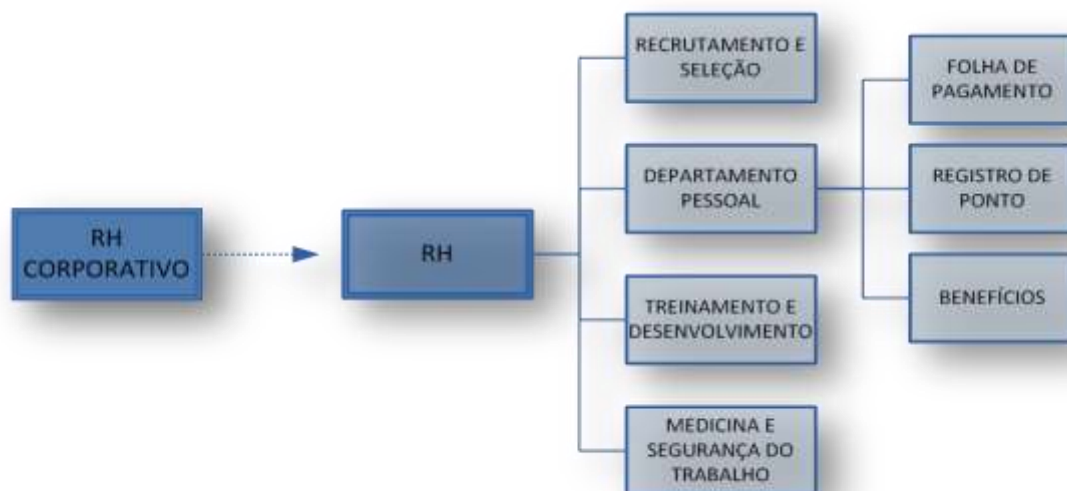 RH
CORPORATIVO
RH
RECRUTAMENTO E
SELEÇÃO
DEPARTAMENTO
PESSOAL
TREINAMENTO E
DESENVOLVIMENTO
MEDICINA E
SEGURANÇA DO
TRABALHO
FOLHA DE
PAGAMENTO
REGISTRO DE
PONTO
BENEFÍCIOS